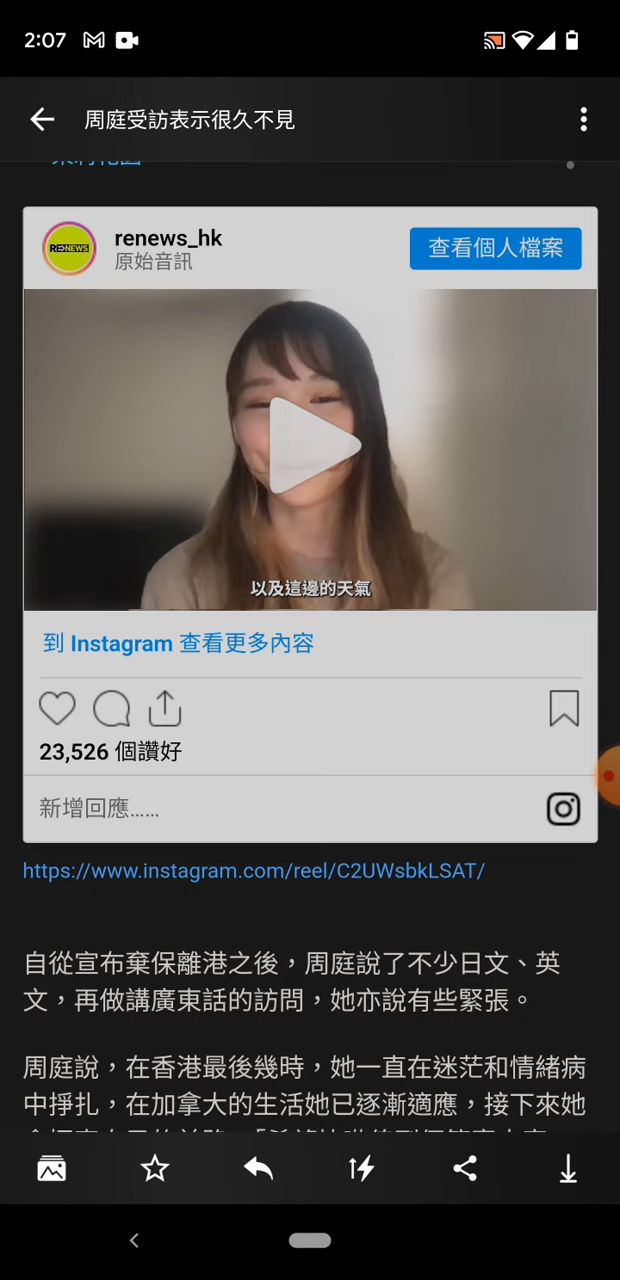 2:07
周庭受訪表示很久不見
RE:NEWS
renews_hk
原始音訊
查看個人檔案
以及這邊的天氣
到 Instagram 查看更多內容
23,526 個讚好
新增回應……
https://www.instagram.com/reel/C2UWsbkLSAT/
自從宣布棄保離港之後，周庭說了不少日文、英
文，再做講廣東話的訪問，她亦說有些緊張。
周庭說，在香港最後幾時，她一直在迷茫和情緒病
中掙扎，在加拿大的生活她已逐漸適應，接下來她